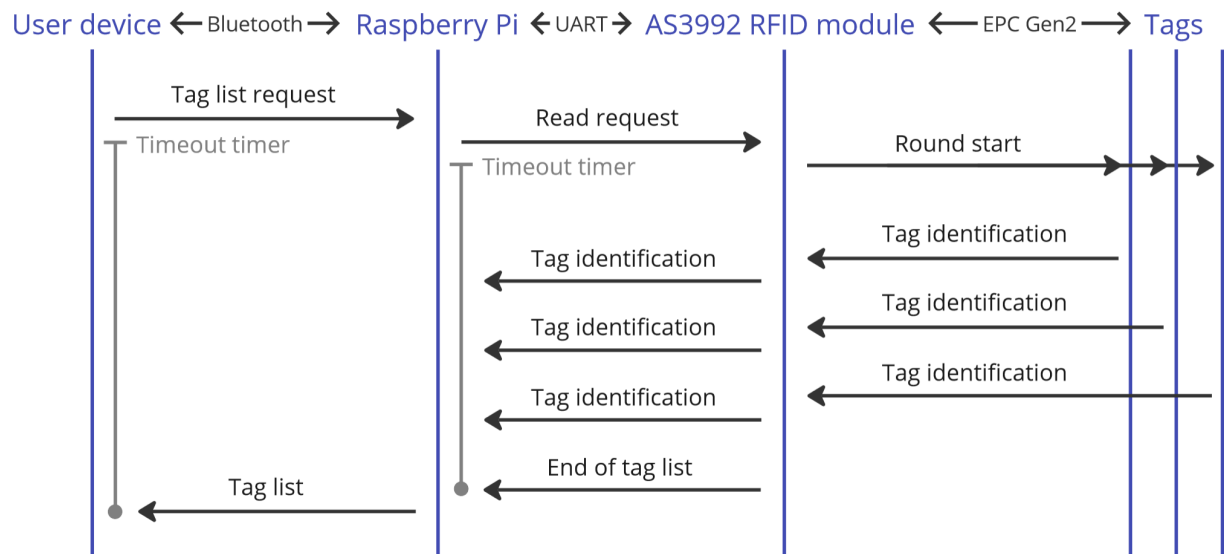 User device Bluetooth Raspberry Pi UART AS3992 RFID module EPC Gen2 Tags
Tag list request
Read request
Timeout timer
Round start
Timeout timer
Tag identification
Tag identification
Tag identification
Tag identification
Tag identification
Tag identification
End of tag list
Tag list